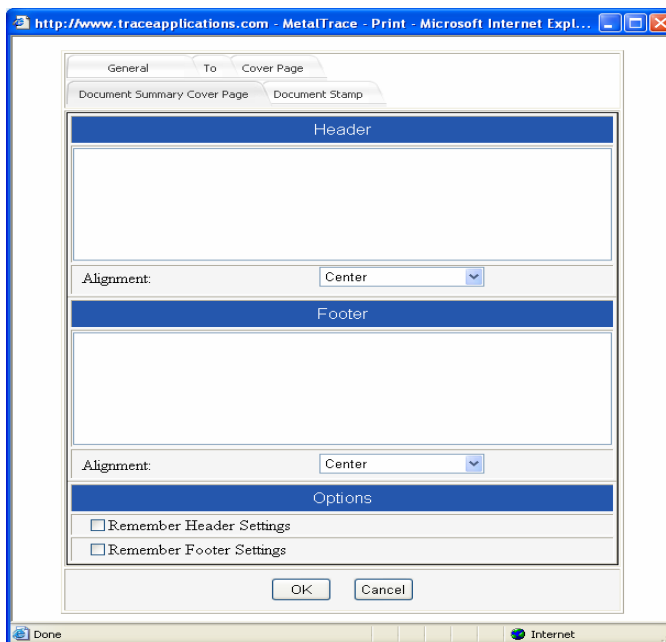 http://www.traceapplications.com - MetalTrace - Print - Microsoft Internet Expl...
General To Cover Page
Document Summary Cover Page Document Stamp
Header
Alignment: Center
Footer
Alignment: Center
Options
Remember Header Settings
Remember Footer Settings
OK Cancel
Done Internet